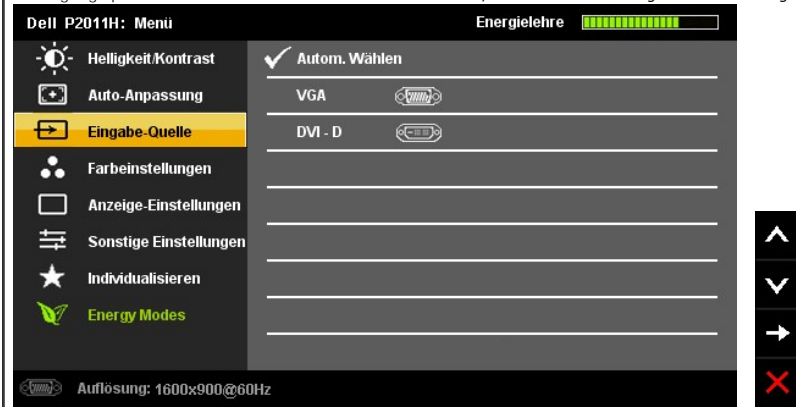 Dell P2011H: Menü Energielehre
Helligkeit/Kontrast
Autom. Wählen
Auto-Anpassung
VGA
Eingabe-Quelle
DVI - D
Farbeinstellungen
Anzeige-Einstellungen
Sonstige Einstellungen
Individualisieren
Energy Modes
Auflösung: 1600x900@60Hz